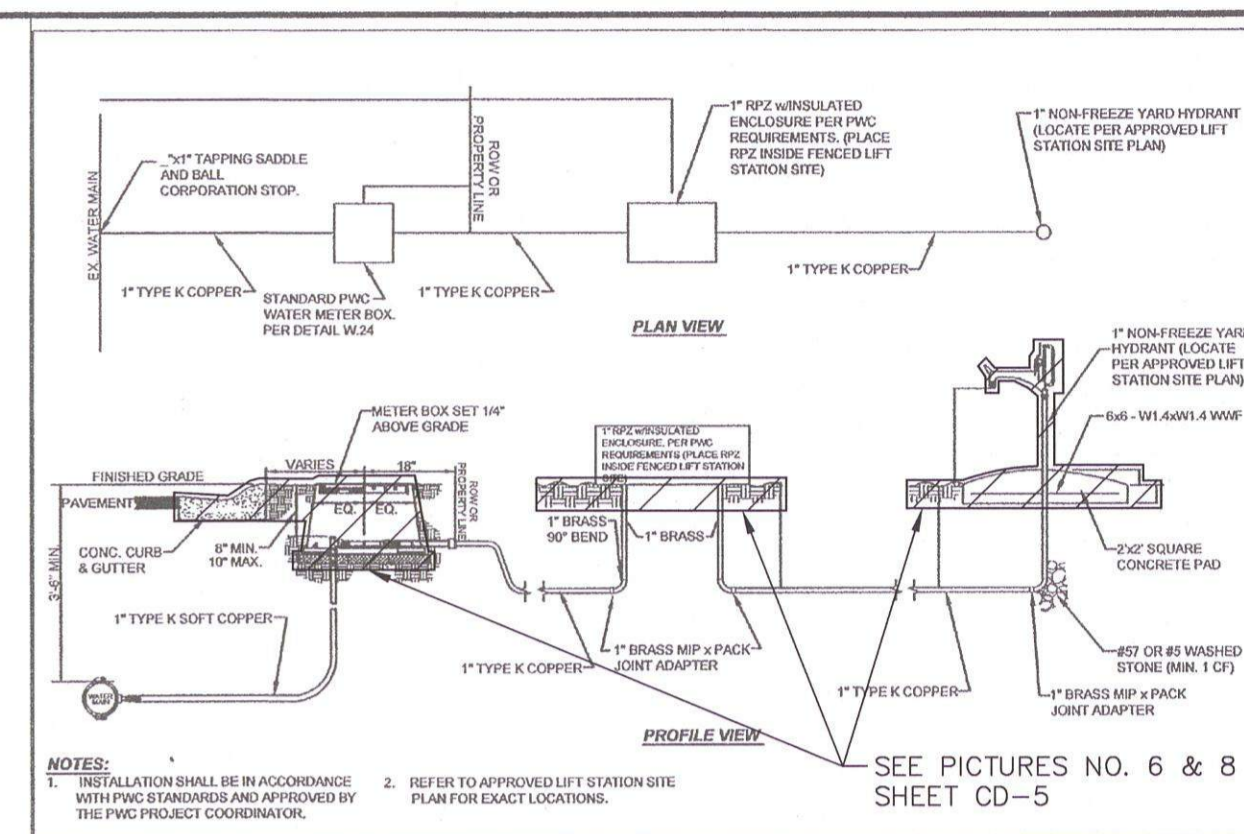 1" RPZ w/INSULATED
ENCLOSURE PER PWC
REQUIREMENTS. (PLACE
RPZ INSIDE FENCED LIFT
STATION SITE)
1" NON-FREEZE YARD HYDRANT
(LOCATE PER APPROVED LIFT
STATION SITE PLAN)
_"x1" TAPPING SADDLE
AND BALL
CORPORATION STOP.
ROW OR
PROPERTY LINE
EX. WATER MAIN
1" TYPE K COPPER
STANDARD PWC
WATER METER BOX.
PER DETAIL W.24
1" TYPE K COPPER
1" TYPE K COPPER
PLAN VIEW
1" NON-FREEZE YARD
HYDRANT (LOCATE
PER APPROVED LIFT
STATION SITE PLAN)
6x6 - W1.4xW1.4 WWF
METER BOX SET 1/4"
ABOVE GRADE
1" RPZ w/INSULATED
ENCLOSURE. PER PWC
REQUIREMENTS (PLACE RPZ
INSIDE FENCED LIFT STATION
SITE)
FINISHED GRADE
VARIES
18"
ROW OR
PROPERTY LINE
PAVEMENT
EQ.
EQ.
CONC. CURB
& GUTTER
8" MIN.
10" MAX.
1" BRASS
90° BEND
1" BRASS
2'x2' SQUARE
CONCRETE PAD
3'-6" MIN.
1" TYPE K SOFT COPPER
WATER
MAIN
1" TYPE K COPPER
1" BRASS MIP x PACK
JOINT ADAPTER
1" TYPE K COPPER
#57 OR #5 WASHED
STONE (MIN. 1 CF)
1" BRASS MIP x PACK
JOINT ADAPTER
PROFILE VIEW
NOTES:
1. INSTALLATION SHALL BE IN ACCORDANCE
WITH PWC STANDARDS AND APPROVED BY
THE PWC PROJECT COORDINATOR.
2. REFER TO APPROVED LIFT STATION SITE
PLAN FOR EXACT LOCATIONS.
SEE PICTURES NO. 6 & 8
SHEET CD-5